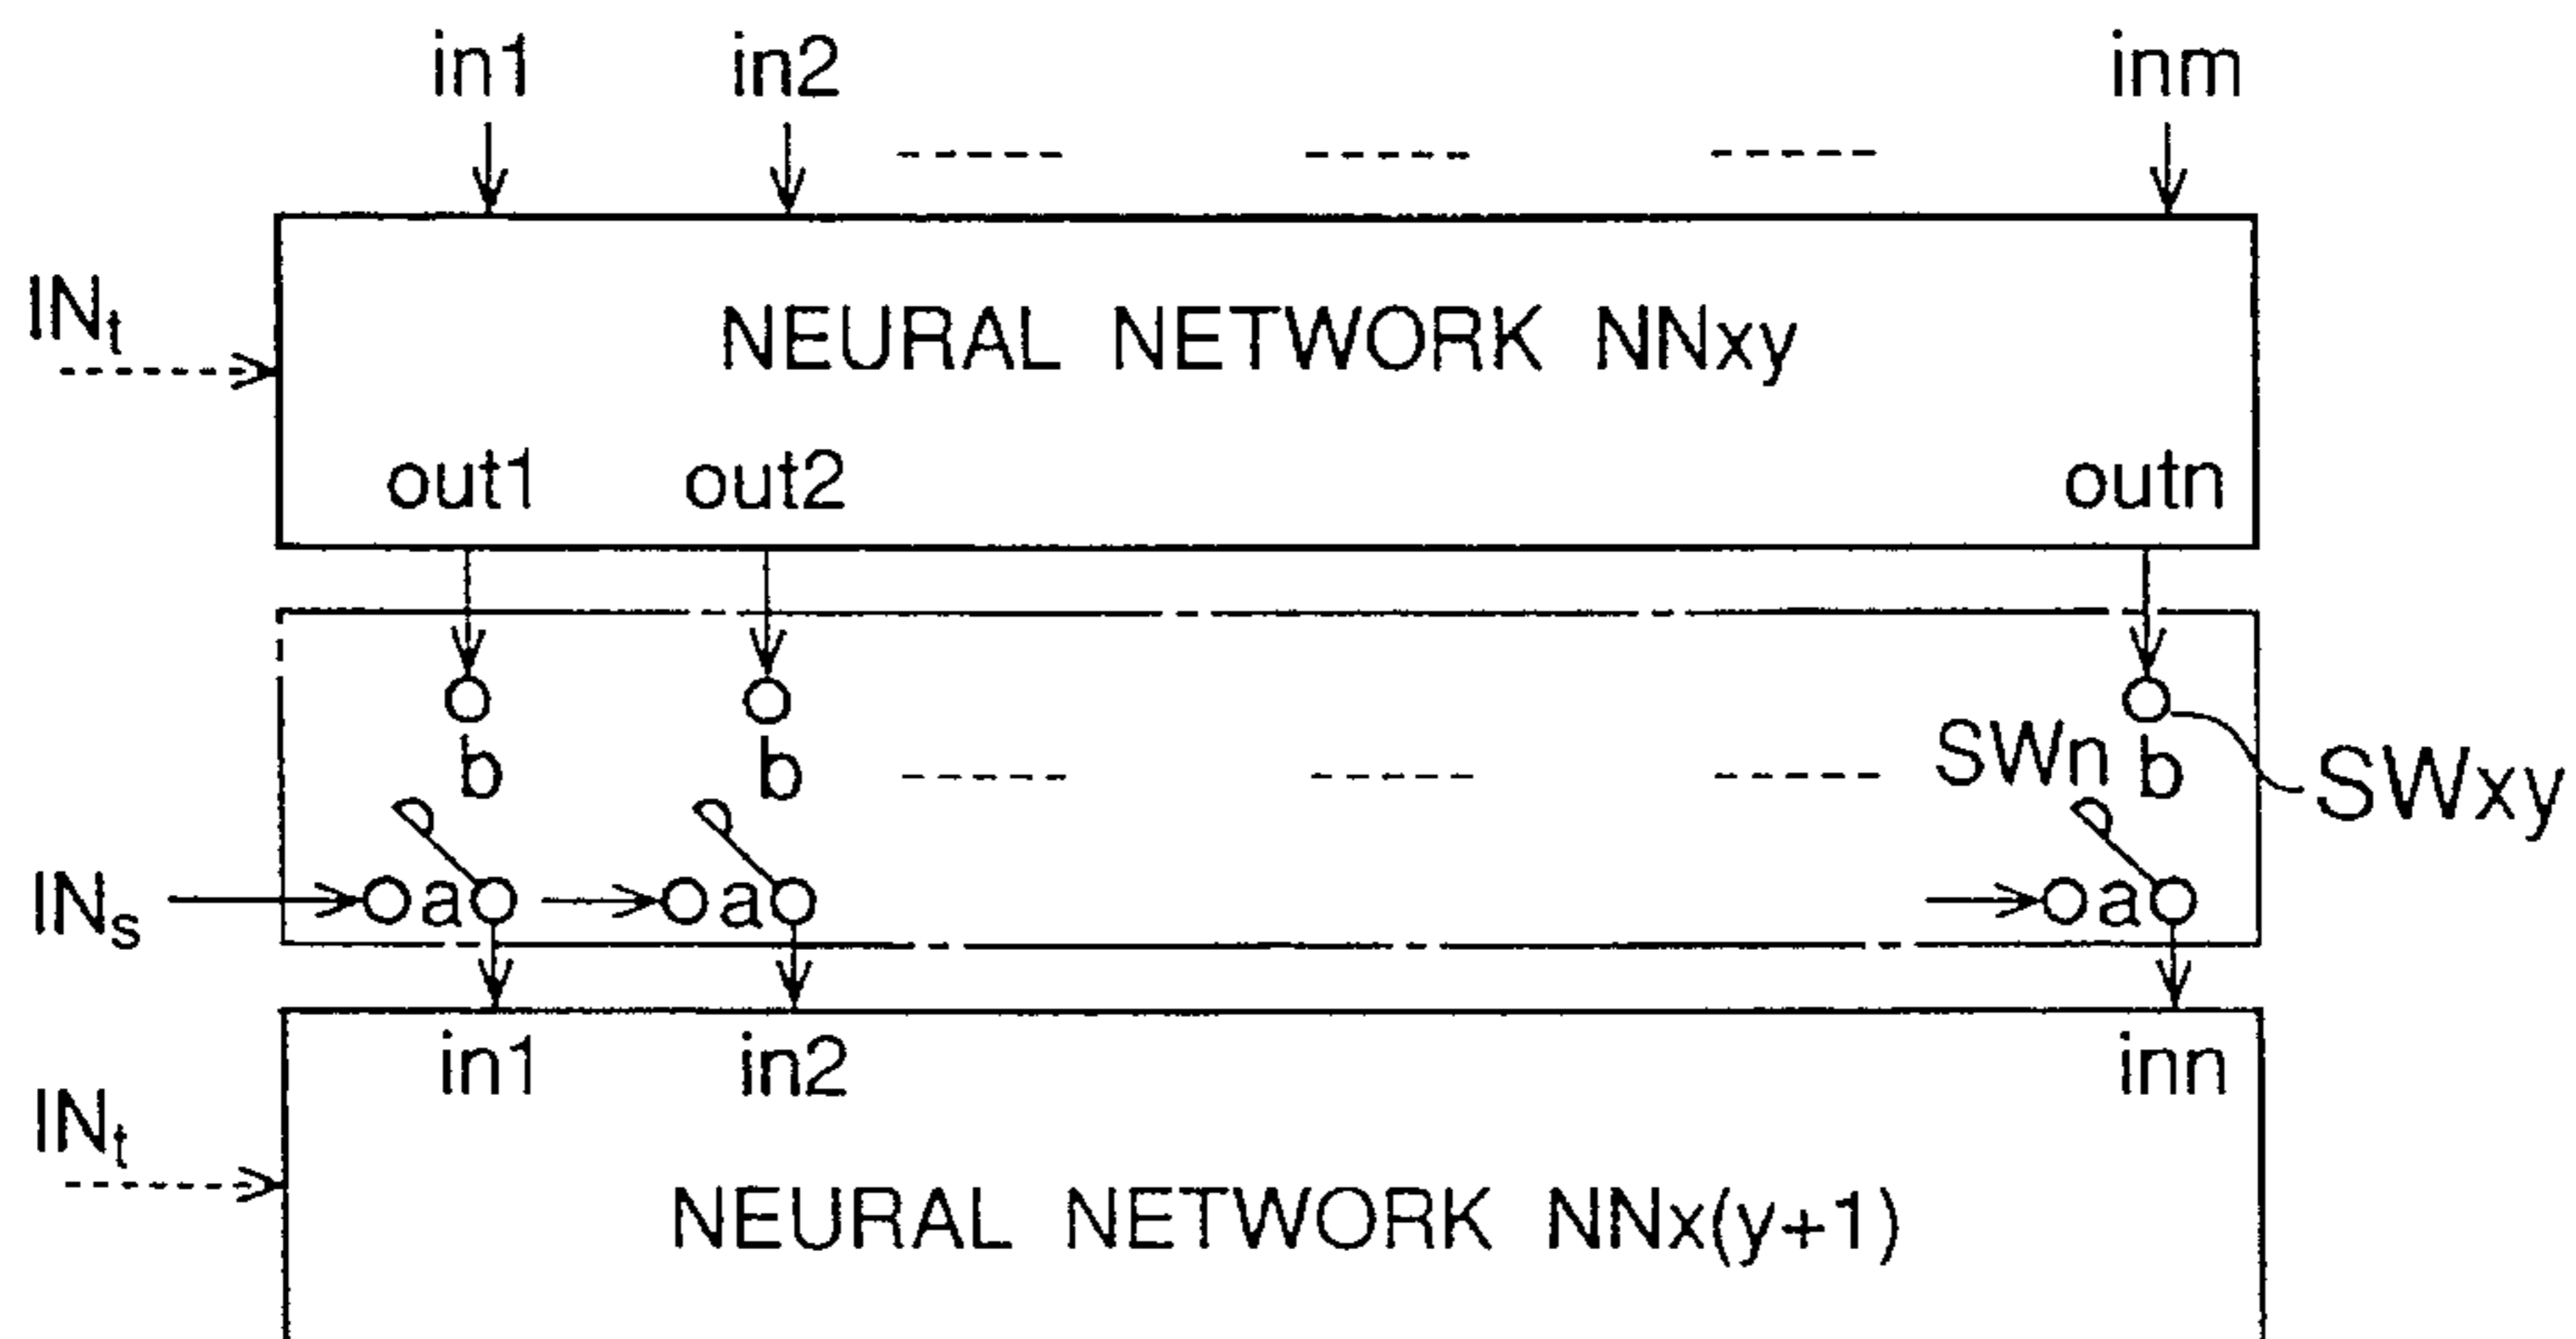 in1 in2 inm
INt
NEURAL NETWORK NNxy
out1 out2 outn
b b SWn b SWxy
INs a a a
in1 in2 inn
INt
NEURAL NETWORK NNx(y+1)